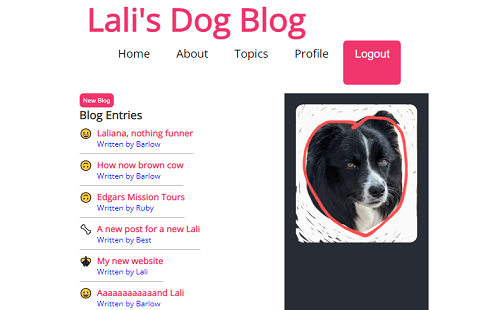 Lali's Dog Blog
Home About Topics Profile Logout
New Blog
Blog Entries
Laliana, nothing funner
Written by Barlow
How now brown cow
Written by Barlow
Edgars Mission Tours
Written by Ruby
A new post for a new Lali
Written by Best
My new website
Written by Lali
Aaaaaaaaaaand Lali
Written by Barlow